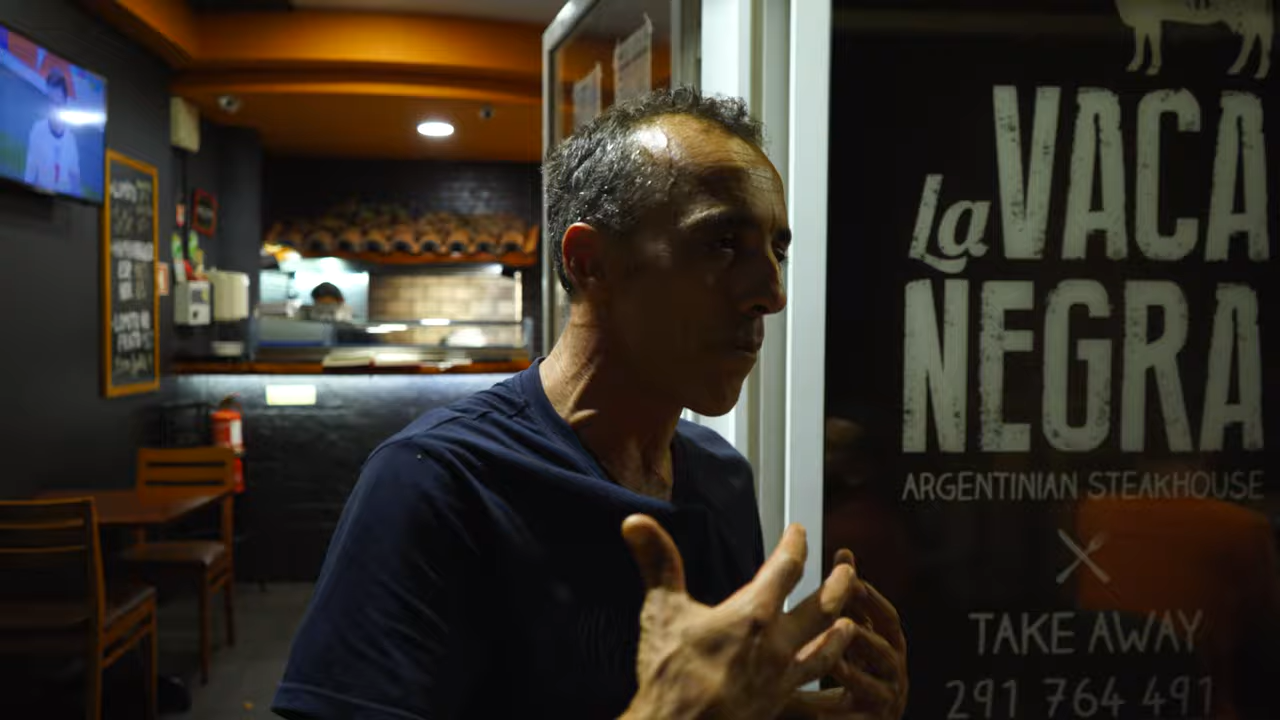 La VACA
NEGRA
ARGENTINIAN STEAKHOUSE
TAKE AWAY
291 764 491